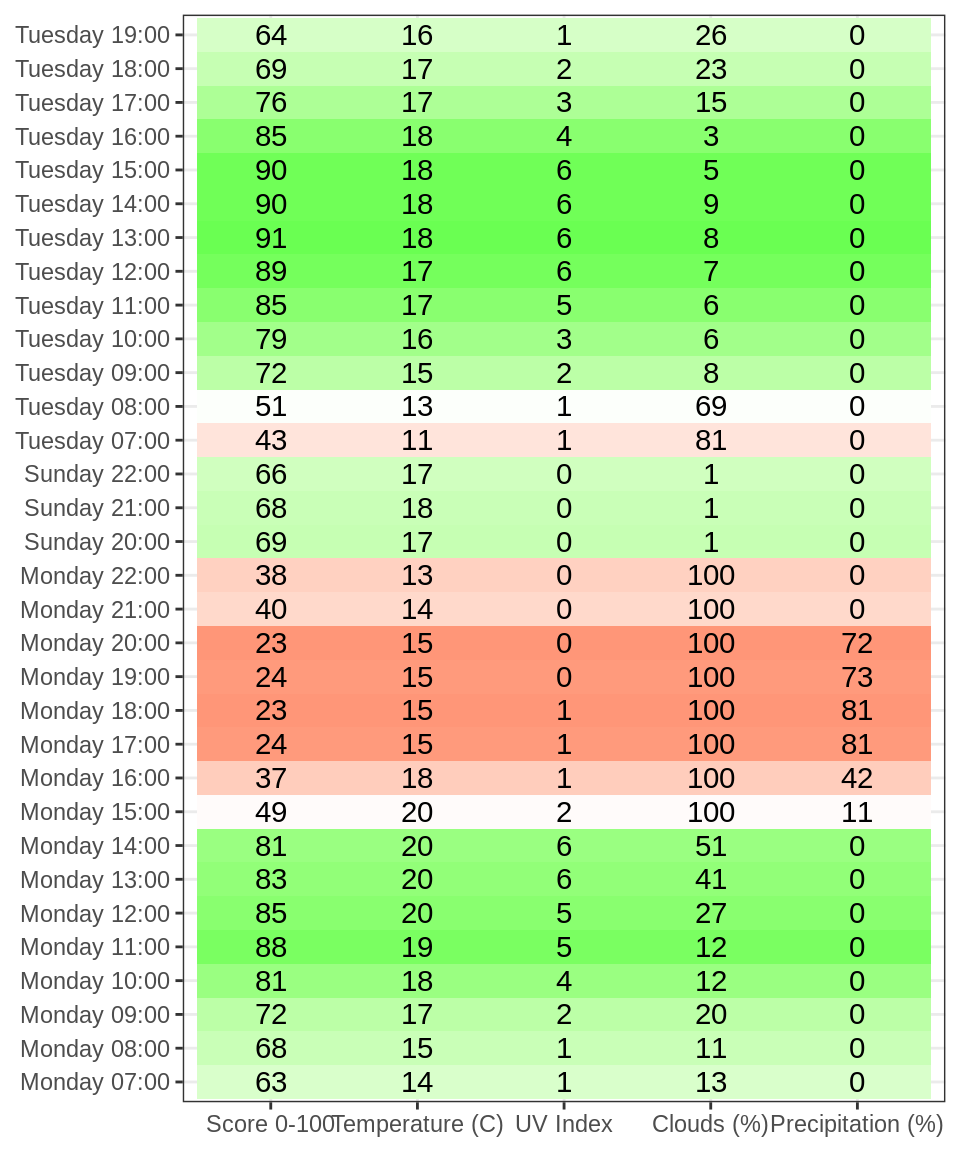 Tuesday 19:00 64 16 1 26 0
Tuesday 18:00 69 17 2 23 0
Tuesday 17:00 76 17 3 15 0
Tuesday 16:00 85 18 4 3 0
Tuesday 15:00 90 18 6 5 0
Tuesday 14:00 90 18 6 9 0
Tuesday 13:00 91 18 6 8 0
Tuesday 12:00 89 17 6 7 0
Tuesday 11:00 85 17 5 6 0
Tuesday 10:00 79 16 3 6 0
Tuesday 09:00 72 15 2 8 0
Tuesday 08:00 51 13 1 69 0
Tuesday 07:00 43 11 1 81 0
Sunday 22:00 66 17 0 1 0
Sunday 21:00 68 18 0 1 0
Sunday 20:00 69 17 0 1 0
Monday 22:00 38 13 0 100 0
Monday 21:00 40 14 0 100 0
Monday 20:00 23 15 0 100 72
Monday 19:00 24 15 0 100 73
Monday 18:00 23 15 1 100 81
Monday 17:00 24 15 1 100 81
Monday 16:00 37 18 1 100 42
Monday 15:00 49 20 2 100 11
Monday 14:00 81 20 6 51 0
Monday 13:00 83 20 6 41 0
Monday 12:00 85 20 5 27 0
Monday 11:00 88 19 5 12 0
Monday 10:00 81 18 4 12 0
Monday 09:00 72 17 2 20 0
Monday 08:00 68 15 1 11 0
Monday 07:00 63 14 1 13 0
Score 0-100 Temperature (C) UV Index Clouds (%) Precipitation (%)